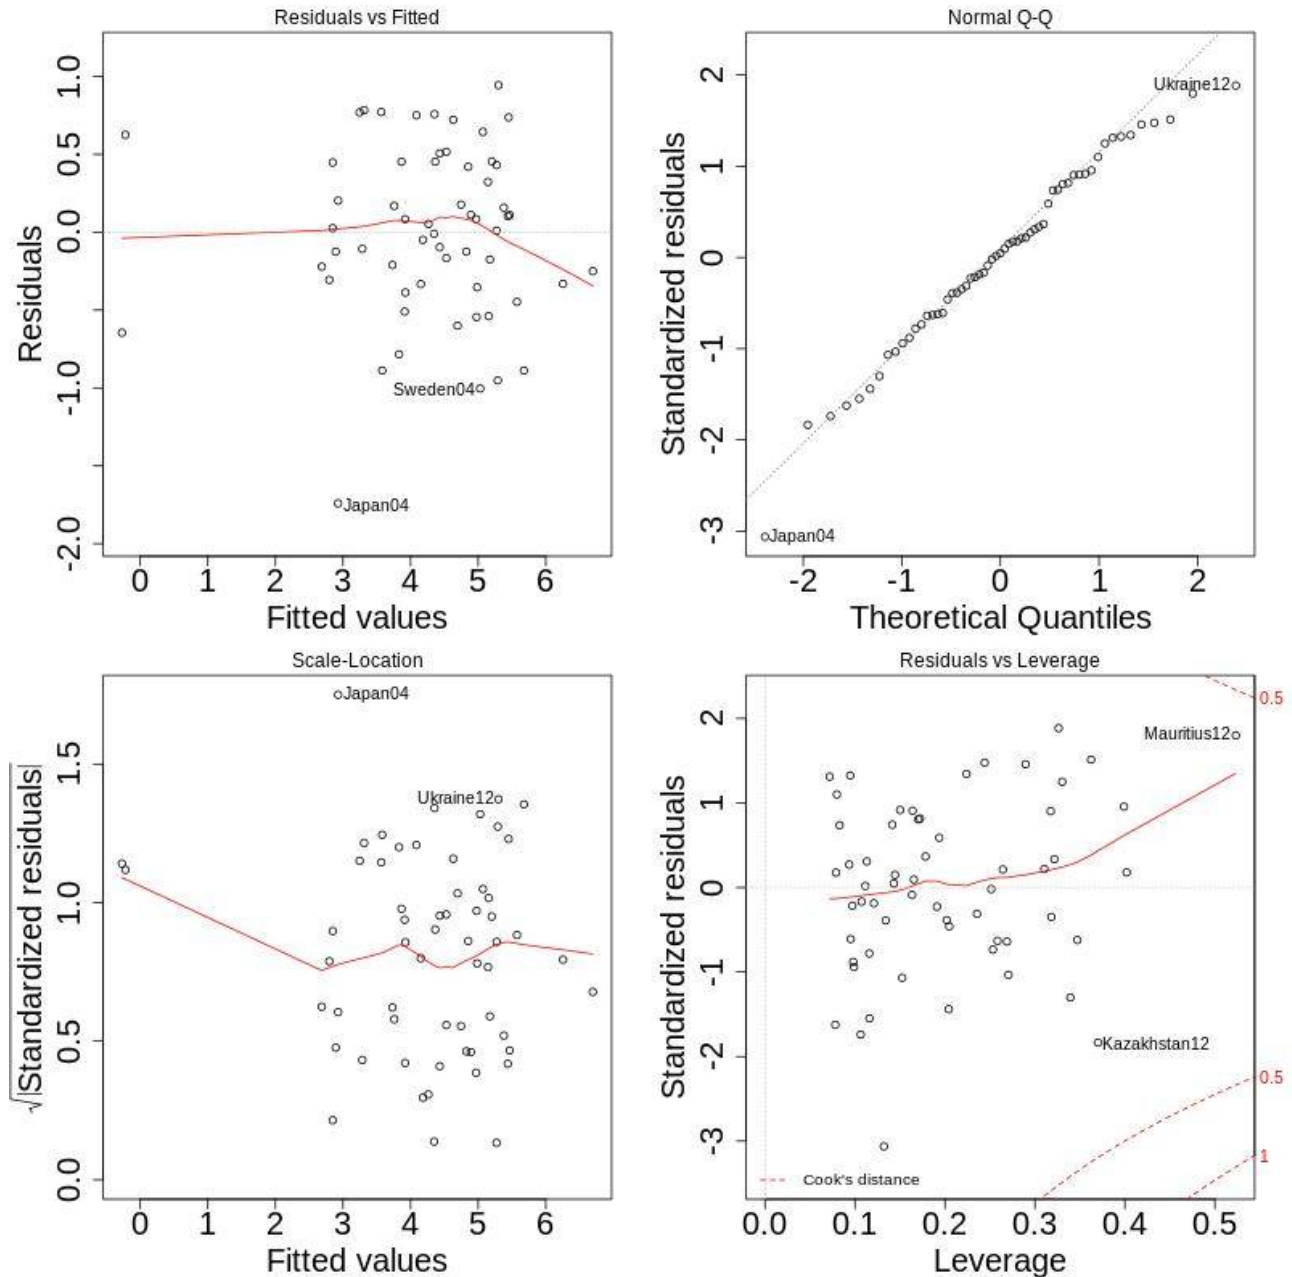 Residuals vs Fitted
Residuals
1.0
0.5
0.0
-1.0
-2.0
Sweden04
Japan04
0 1 2 3 4 5 6
Fitted values
Normal Q-Q
Standardized residuals
2
1
0
-1
-2
-3
Ukraine12
Japan04
-2 -1 0 1 2
Theoretical Quantiles
Scale-Location
√|Standardized residuals|
1.5
1.0
0.5
0.0
Japan04
Ukraine12
0 1 2 3 4 5 6
Fitted values
Residuals vs Leverage
Standardized residuals
2
1
0
-1
-2
-3
0.5
Mauritius12
Kazakhstan12
0.5
1
Cook's distance
0.0 0.1 0.2 0.3 0.4 0.5
Leverage